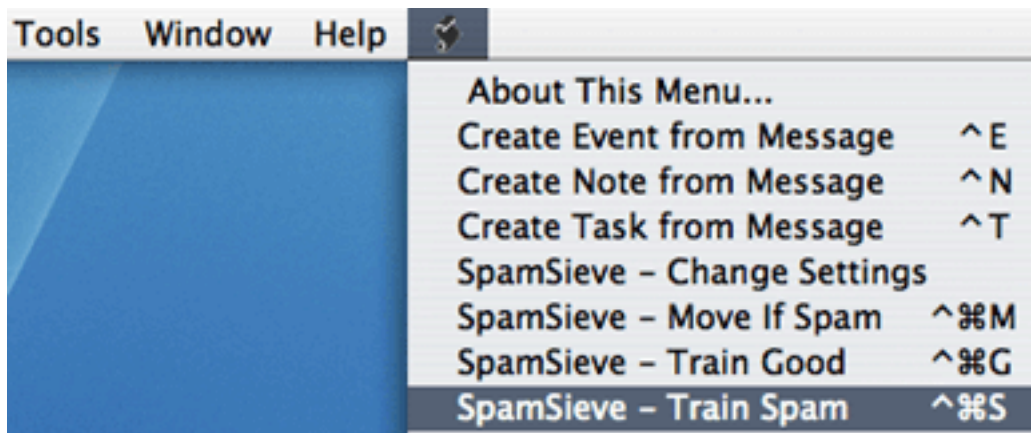 Tools Window Help
About This Menu...
Create Event from Message ^E
Create Note from Message ^N
Create Task from Message ^T
SpamSieve – Change Settings
SpamSieve – Move If Spam ^⌘M
SpamSieve – Train Good ^⌘G
SpamSieve – Train Spam ^⌘S